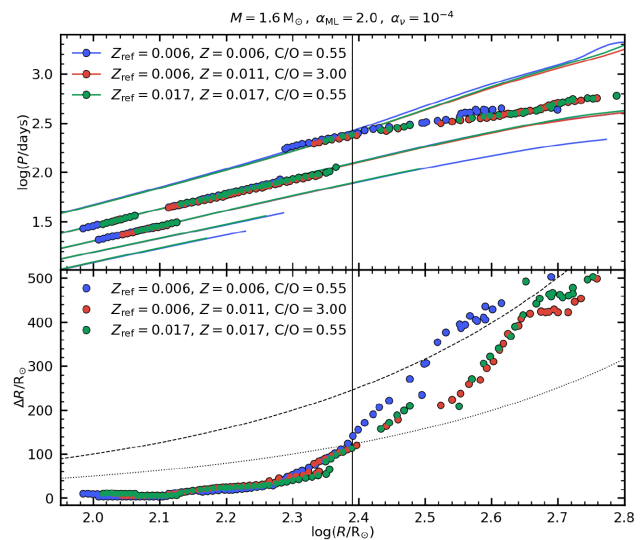 M = 1.6 M⊙, αML = 2.0, αν = 10⁻⁴
Zref = 0.006, Z = 0.006, C/O = 0.55
Zref = 0.006, Z = 0.011, C/O = 3.00
Zref = 0.017, Z = 0.017, C/O = 0.55
3.0
2.5
2.0
1.5
log(P/days)
Zref = 0.006, Z = 0.006, C/O = 0.55
Zref = 0.006, Z = 0.011, C/O = 3.00
Zref = 0.017, Z = 0.017, C/O = 0.55
500
400
300
200
100
0
ΔR/R⊙
2.0 2.1 2.2 2.3 2.4 2.5 2.6 2.7 2.8
log(R/R⊙)